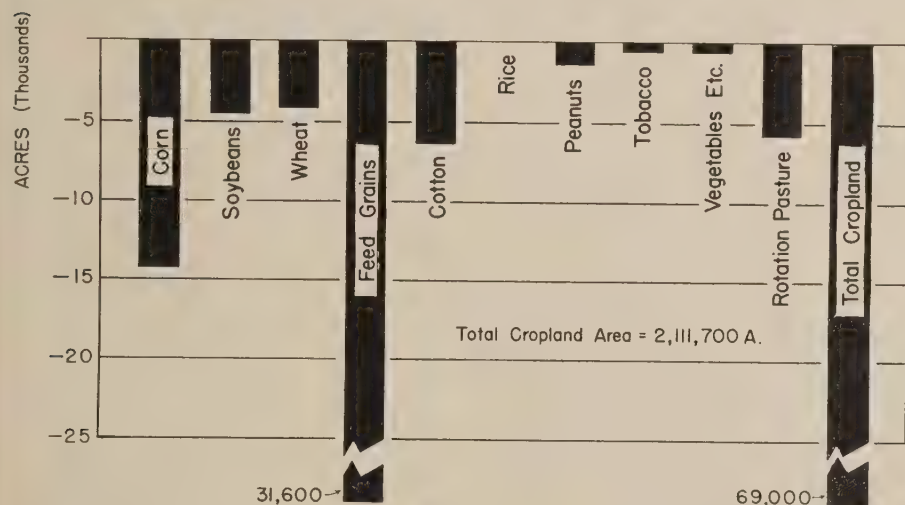 ACRES (Thousands)
-5
-10
-15
-20
-25
Corn
Soybeans
Wheat
Feed Grains
Cotton
Rice
Peanuts
Tobacco
Vegetables Etc.
Rotation Pasture
Total Cropland
Total Cropland Area = 2,111,700 A.
31,600
69,000